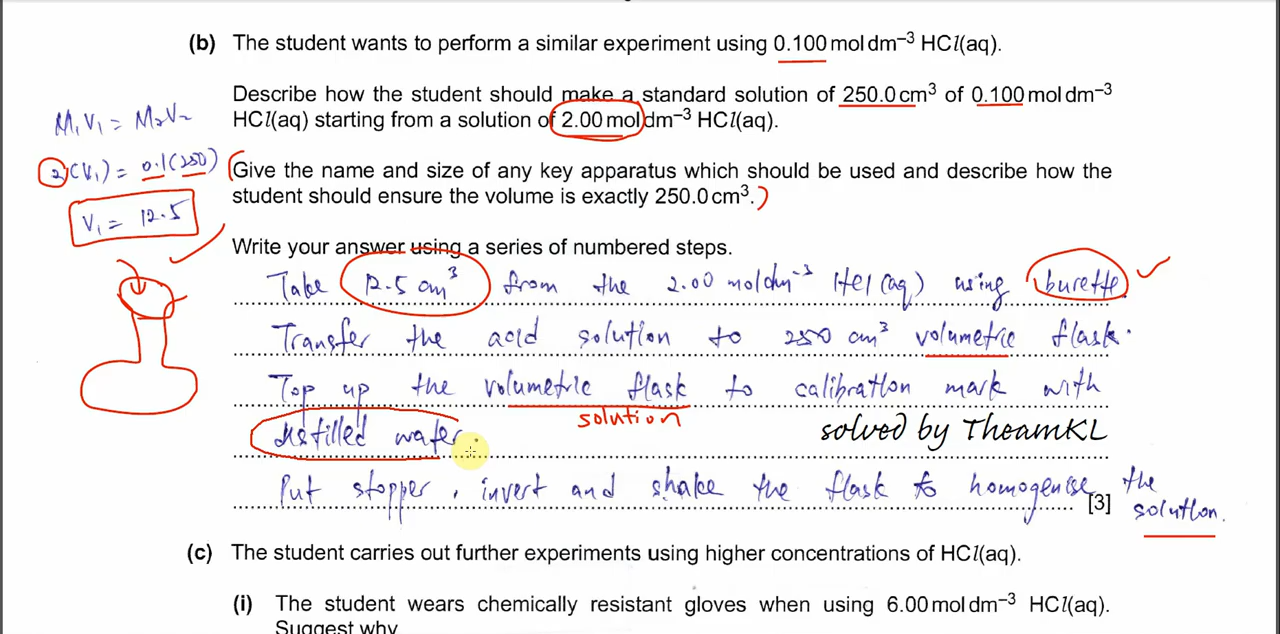 (b) The student wants to perform a similar experiment using 0.100 mol dm⁻³ HCl(aq).
Describe how the student should make a standard solution of 250.0 cm³ of 0.100 mol dm⁻³
HCl(aq) starting from a solution of 2.00 mol dm⁻³ HCl(aq).
M₁V₁ = M₂V₂
2(V₁) = 0.1(250)
V₁ = 12.5
Give the name and size of any key apparatus which should be used and describe how the
student should ensure the volume is exactly 250.0 cm³.
Write your answer using a series of numbered steps.
Take 12.5 cm³ from the 2.00 mol dm⁻³ HCl (aq) using burette.
Transfer the acid solution to 250 cm³ volumetric flask.
Top up the volumetric flask to calibration mark with
solution
distilled water.
solved by TheamKL
Put stopper, invert and shake the flask to homogenise the
solution.
[3]
(c) The student carries out further experiments using higher concentrations of HCl(aq).
(i) The student wears chemically resistant gloves when using 6.00 mol dm⁻³ HCl(aq).
Suggest why